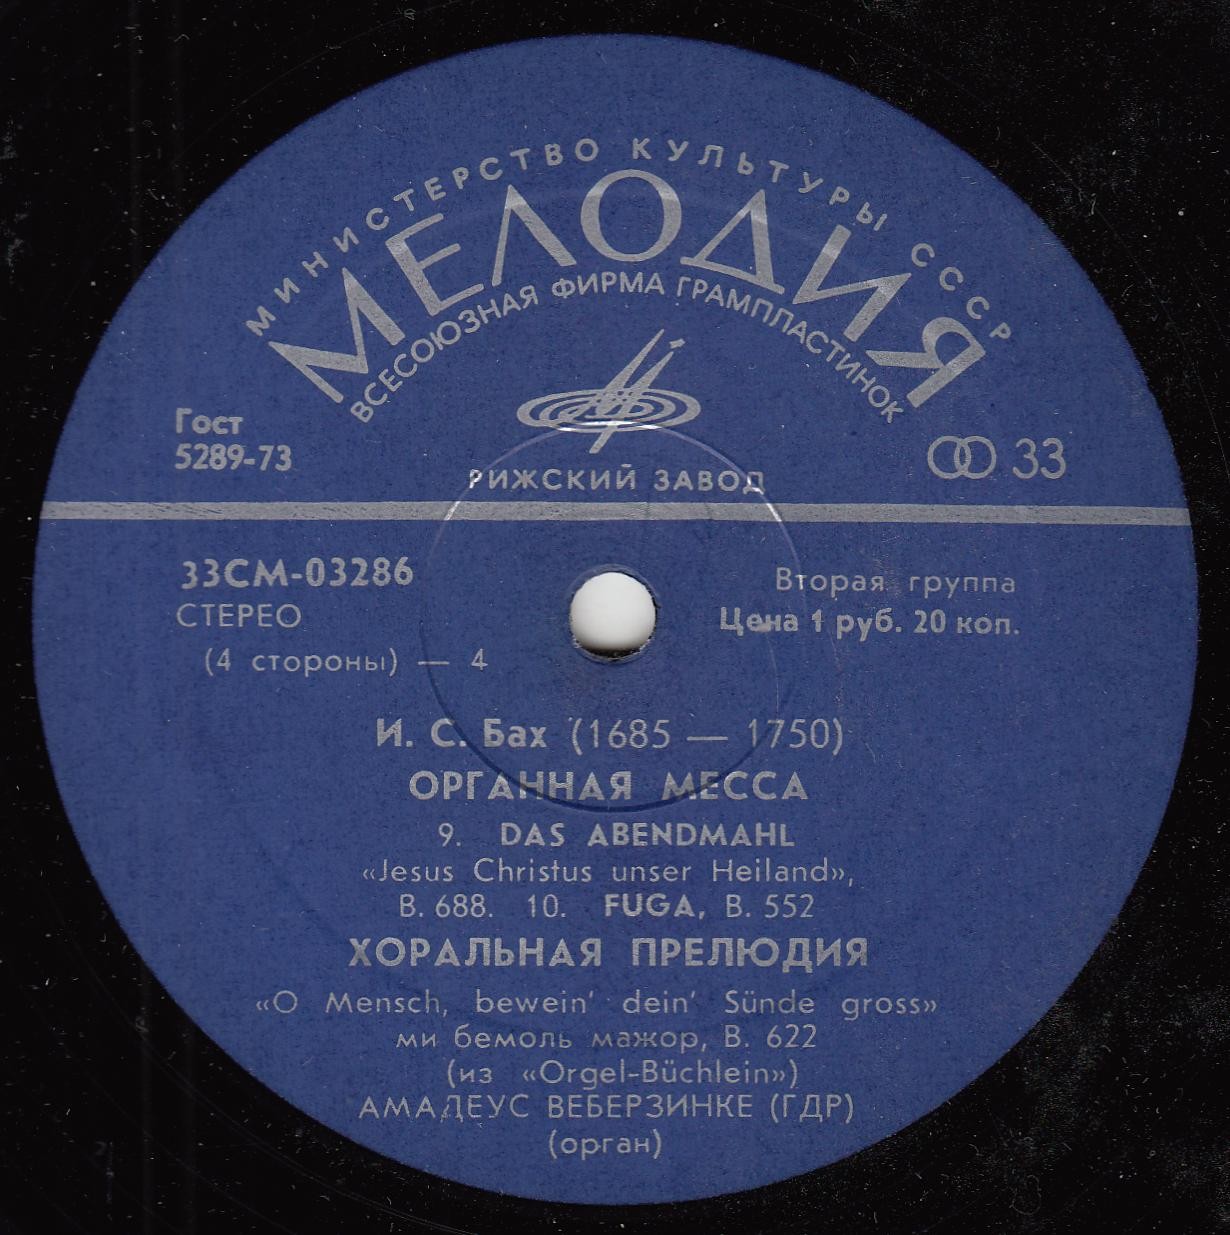 МИНИСТЕРСТВО КУЛЬТУРЫ СССР
МЕЛОДИЯ
ВСЕСОЮЗНАЯ ФИРМА ГРАМПЛАСТИНОК
Гост
5289-73
33
РИЖСКИЙ ЗАВОД
33СМ-03286
СТЕРЕО
(4 стороны) — 4
Вторая группа
Цена 1 руб. 20 коп.
И. С. Бах (1685 — 1750)
ОРГАННАЯ МЕССА
9. DAS ABENDMAHL
«Jesus Christus unser Heiland»,
B. 688. 10. FUGA, B. 552
ХОРАЛЬНАЯ ПРЕЛЮДИЯ
«O Mensch, bewein' dein' Sünde gross»
ми бемоль мажор, В. 622
(из «Orgel-Büchlein»)
АМАДЕУС ВЕБЕРЗИНКЕ (ГДР)
(орган)